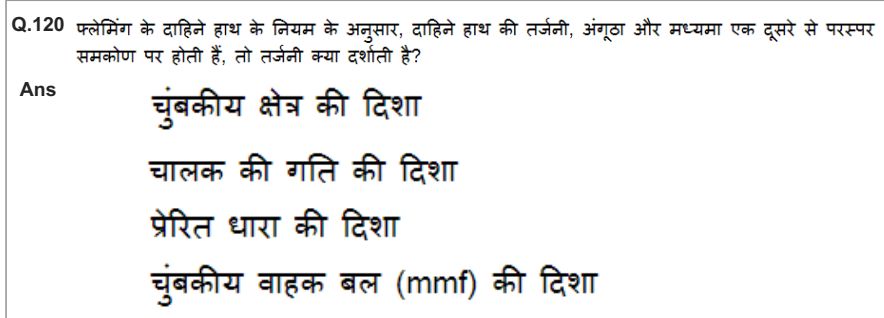 Q.120 फ्लेमिंग के दाहिने हाथ के नियम के अनुसार, दाहिने हाथ की तर्जनी, अंगूठा और मध्यमा एक दूसरे से परस्पर
समकोण पर होती हैं, तो तर्जनी क्या दर्शाती है?
Ans
चुंबकीय क्षेत्र की दिशा
चालक की गति की दिशा
प्रेरित धारा की दिशा
चुंबकीय वाहक बल (mmf) की दिशा